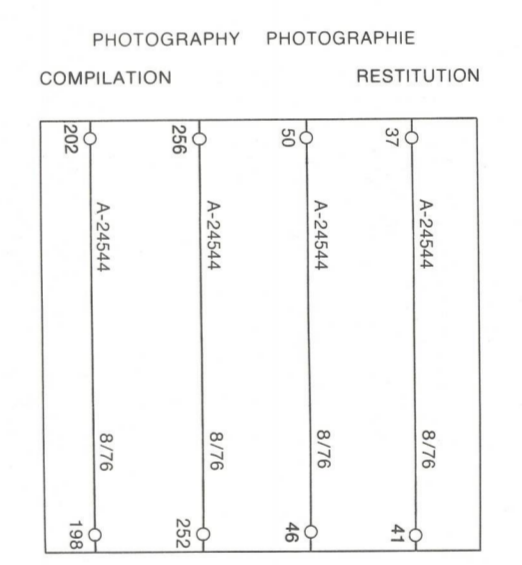 PHOTOGRAPHY PHOTOGRAPHIE
COMPILATION RESTITUTION
202 A-24544 8/76 198
256 A-24544 8/76 252
50 A-24544 8/76 46
37 A-24544 8/76 41